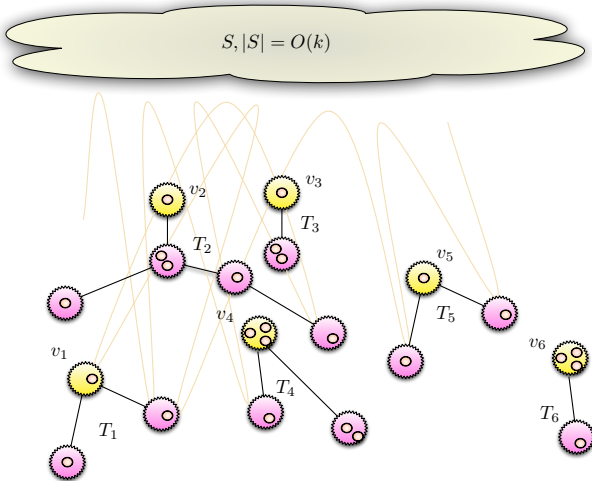 S, |S| = O(k)
v₂
v₃
T₂
T₃
v₅
v₄
T₅
v₁
v₆
T₄
T₁
T₆